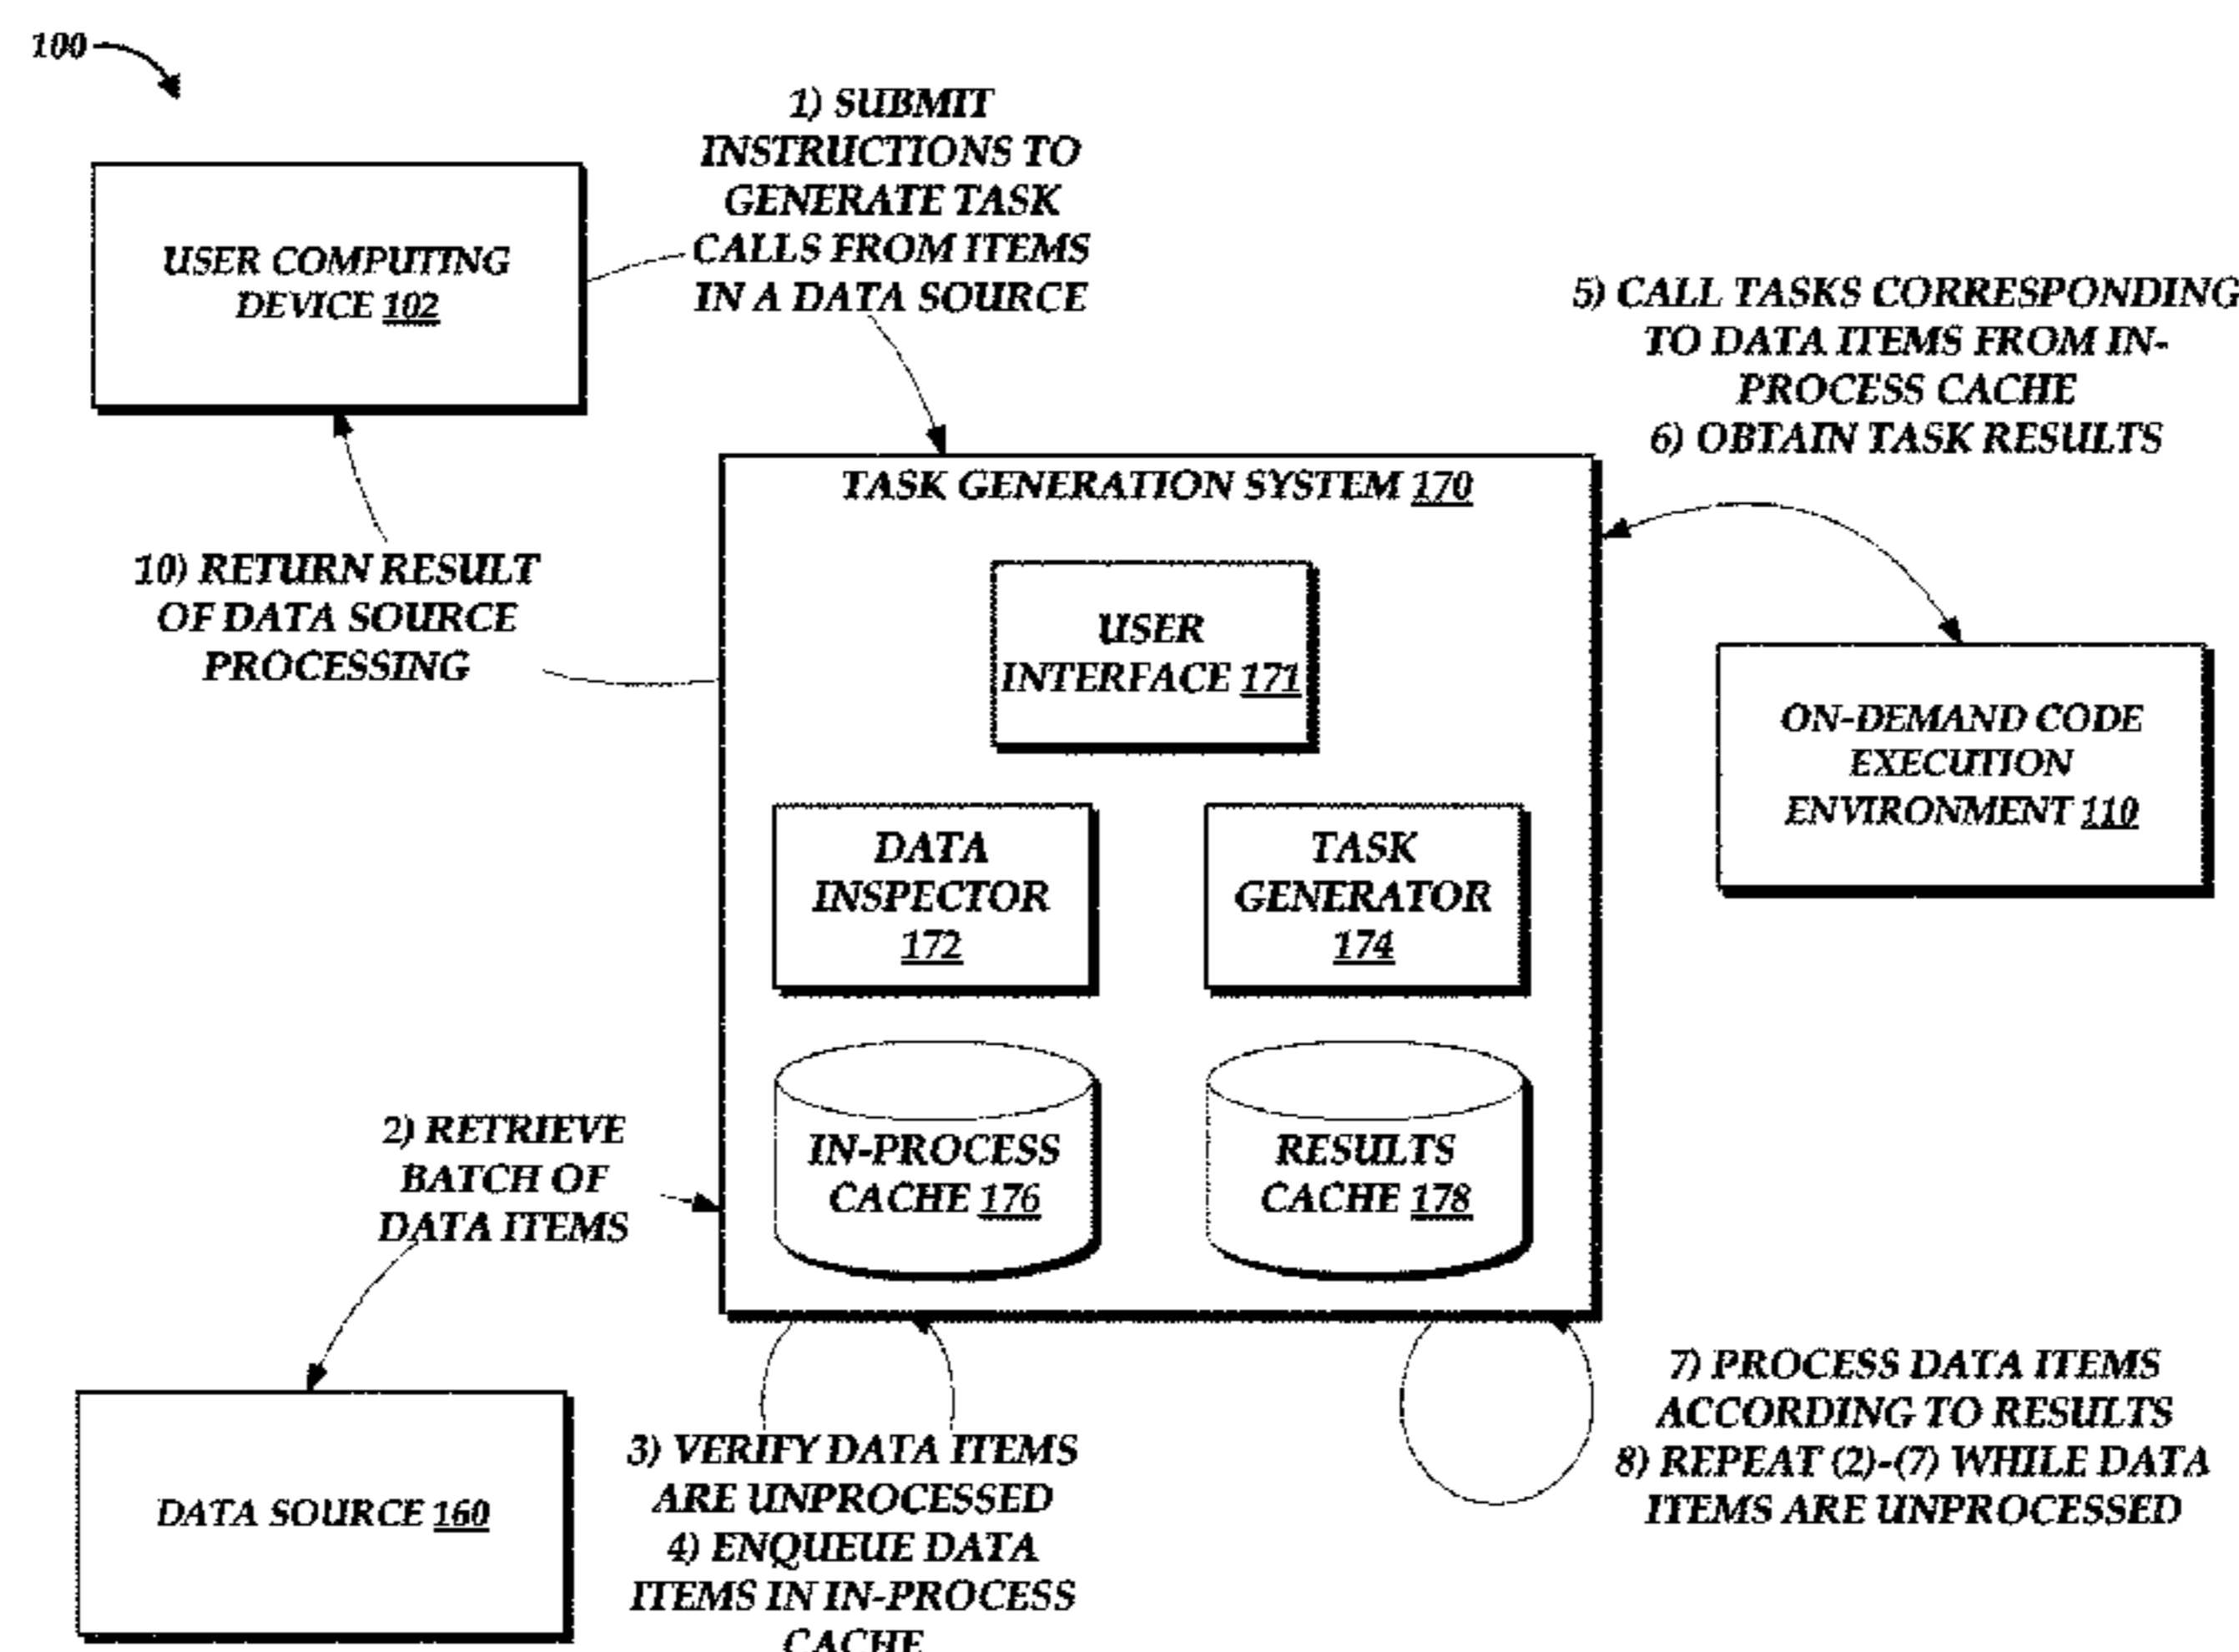 100
1) SUBMIT
INSTRUCTIONS TO
GENERATE TASK
CALLS FROM ITEMS
IN A DATA SOURCE
USER COMPUTING
DEVICE 102
5) CALL TASKS CORRESPONDING
TO DATA ITEMS FROM IN-
PROCESS CACHE
6) OBTAIN TASK RESULTS
TASK GENERATION SYSTEM 170
10) RETURN RESULT
OF DATA SOURCE
PROCESSING
USER
INTERFACE 171
ON-DEMAND CODE
EXECUTION
ENVIRONMENT 110
DATA
INSPECTOR
172
TASK
GENERATOR
174
2) RETRIEVE
BATCH OF
DATA ITEMS
IN-PROCESS
CACHE 176
RESULTS
CACHE 178
DATA SOURCE 160
3) VERIFY DATA ITEMS
ARE UNPROCESSED
4) ENQUEUE DATA
ITEMS IN IN-PROCESS
CACHE
7) PROCESS DATA ITEMS
ACCORDING TO RESULTS
8) REPEAT (2)-(7) WHILE DATA
ITEMS ARE UNPROCESSED